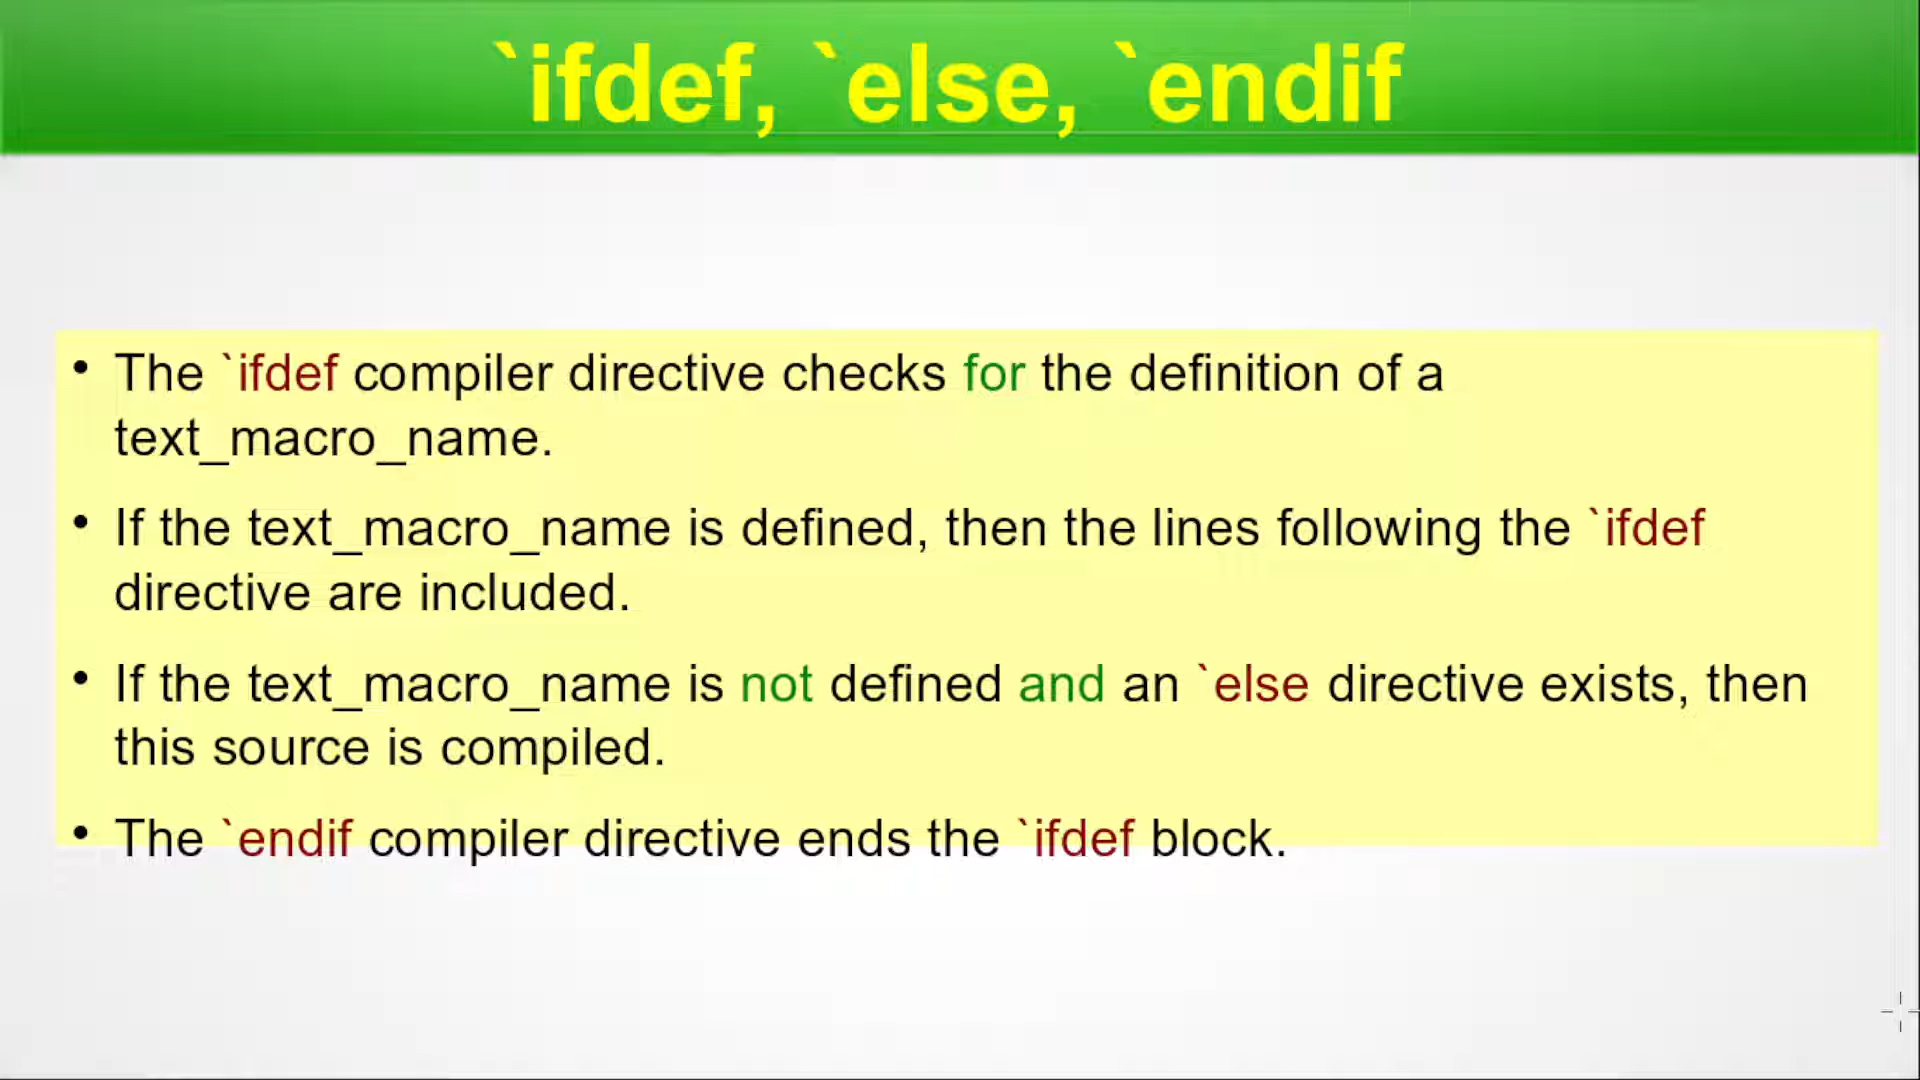 `ifdef, `else, `endif
• The `ifdef compiler directive checks for the definition of a
text_macro_name.
• If the text_macro_name is defined, then the lines following the `ifdef
directive are included.
• If the text_macro_name is not defined and an `else directive exists, then
this source is compiled.
• The `endif compiler directive ends the `ifdef block.